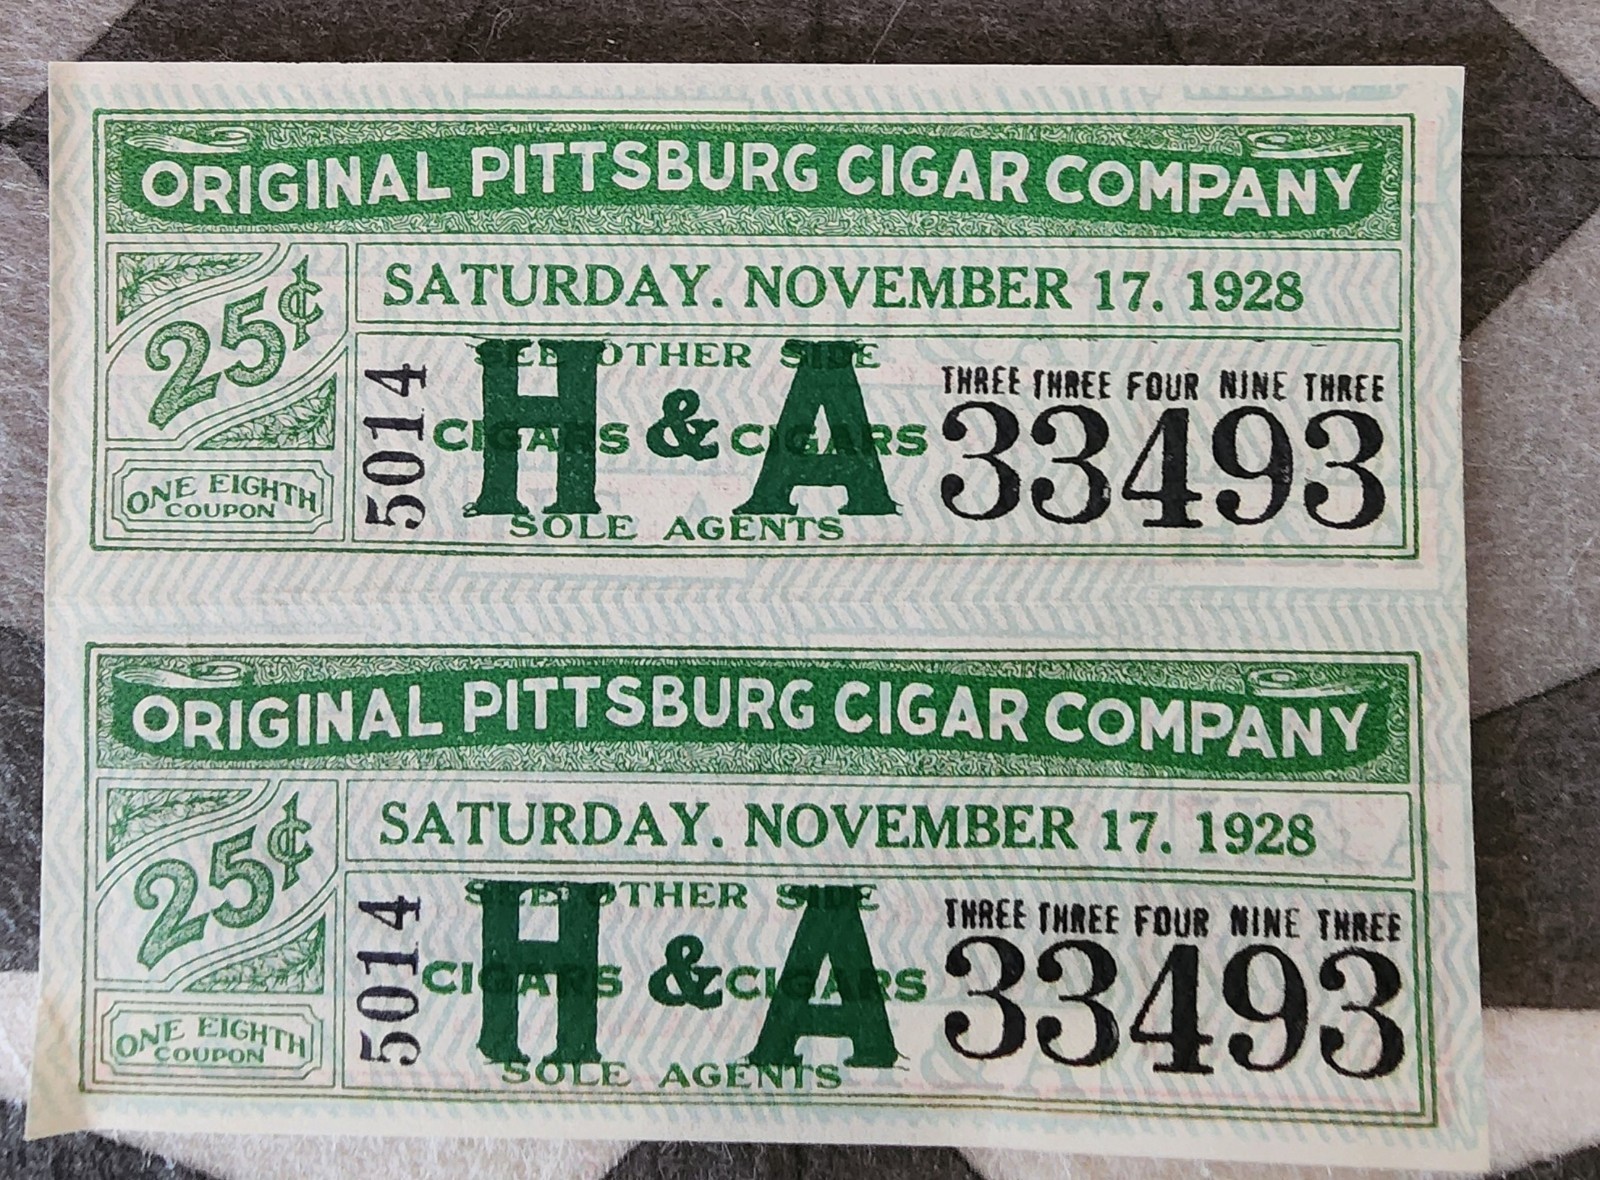 ORIGINAL PITTSBURG CIGAR COMPANY
25¢
SATURDAY. NOVEMBER 17. 1928
SEE OTHER SIDE
H & A
CIGARS CIGARS
SOLE AGENTS
5014
THREE THREE FOUR NINE THREE
33493
ONE EIGHTH
COUPON
ORIGINAL PITTSBURG CIGAR COMPANY
25¢
SATURDAY. NOVEMBER 17. 1928
SEE OTHER SIDE
H & A
CIGARS CIGARS
SOLE AGENTS
5014
THREE THREE FOUR NINE THREE
33493
ONE EIGHTH
COUPON